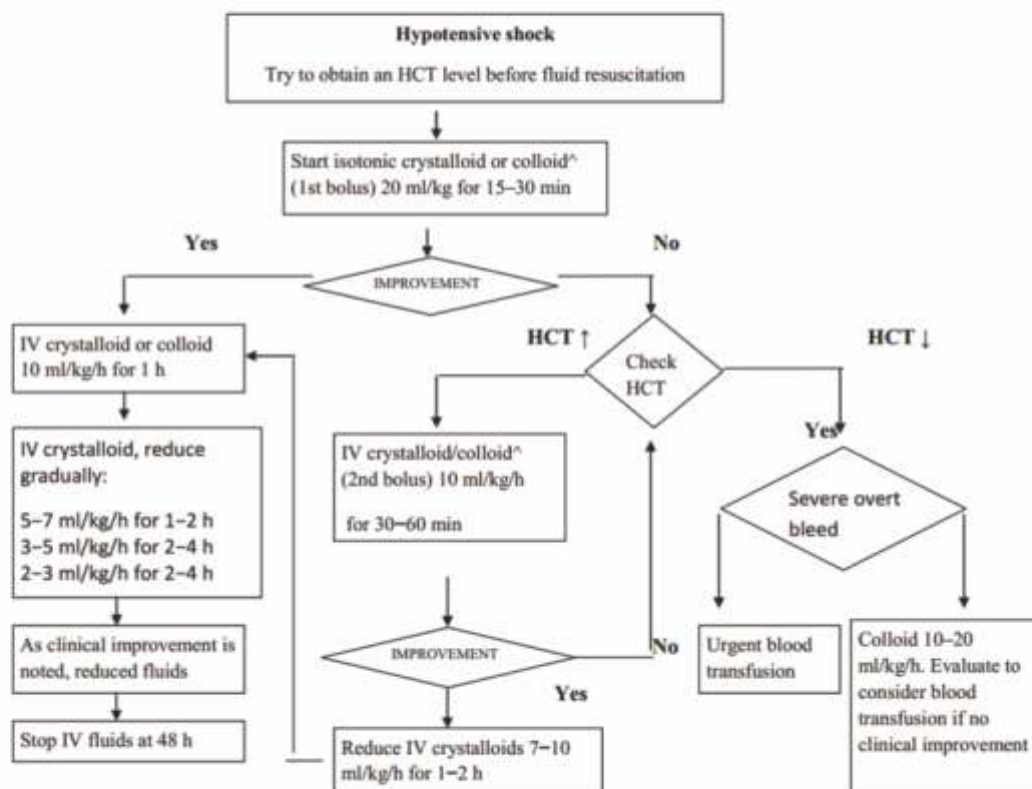 Hypotensive shock
Try to obtain an HCT level before fluid resuscitation
Start isotonic crystalloid or colloid^
(1st bolus) 20 ml/kg for 15–30 min
Yes
No
IMPROVEMENT
IV crystalloid or colloid
10 ml/kg/h for 1 h
HCT ↑
HCT ↓
Check
HCT
IV crystalloid, reduce
gradually:
5–7 ml/kg/h for 1–2 h
3–5 ml/kg/h for 2–4 h
2–3 ml/kg/h for 2–4 h
IV crystalloid/colloid^
(2nd bolus) 10 ml/kg/h
for 30–60 min
Yes
Severe overt
bleed
As clinical improvement is
noted, reduced fluids
IMPROVEMENT
No
Yes
Urgent blood
transfusion
Colloid 10–20
ml/kg/h. Evaluate to
consider blood
transfusion if no
clinical improvement
Stop IV fluids at 48 h
Reduce IV crystalloids 7–10
ml/kg/h for 1–2 h